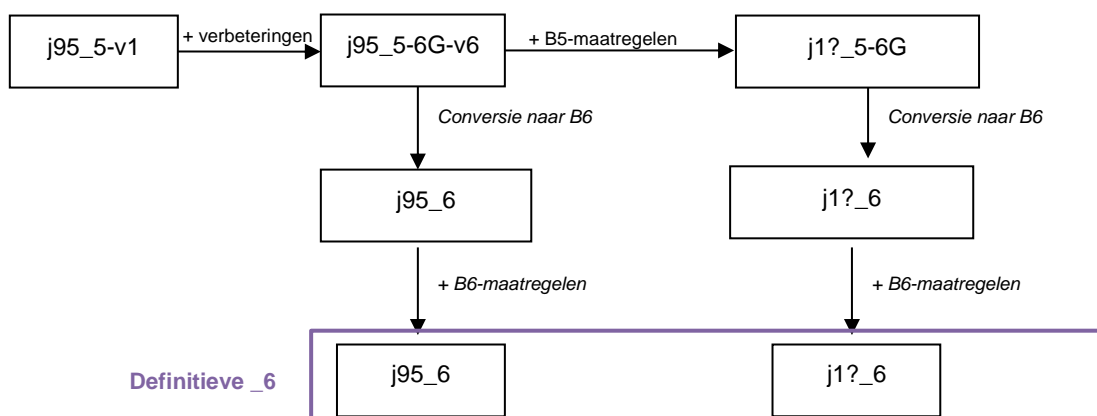 j95_5-v1
+ verbeteringen
j95_5-6G-v6
+ B5-maatregelen
j1?_5-6G
Conversie naar B6
Conversie naar B6
j95_6
j1?_6
+ B6-maatregelen
+ B6-maatregelen
Definitieve _6
j95_6
j1?_6